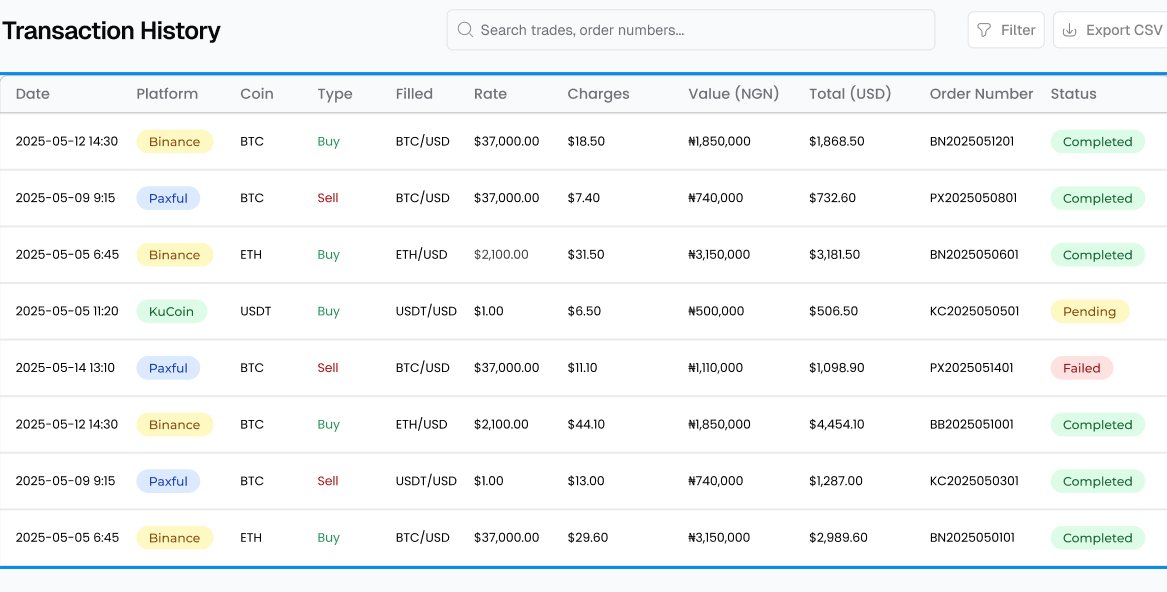 Transaction History
Search trades, order numbers...
Filter
Export CSV
Date Platform Coin Type Filled Rate Charges Value (NGN) Total (USD) Order Number Status
2025-05-12 14:30 Binance BTC Buy BTC/USD $37,000.00 $18.50 ₦1,850,000 $1,868.50 BN2025051201 Completed
2025-05-09 9:15 Paxful BTC Sell BTC/USD $37,000.00 $7.40 ₦740,000 $732.60 PX2025050801 Completed
2025-05-05 6:45 Binance ETH Buy ETH/USD $2,100.00 $31.50 ₦3,150,000 $3,181.50 BN2025050601 Completed
2025-05-05 11:20 KuCoin USDT Buy USDT/USD $1.00 $6.50 ₦500,000 $506.50 KC2025050501 Pending
2025-05-14 13:10 Paxful BTC Sell BTC/USD $37,000.00 $11.10 ₦1,110,000 $1,098.90 PX2025051401 Failed
2025-05-12 14:30 Binance BTC Buy ETH/USD $2,100.00 $44.10 ₦1,850,000 $4,454.10 BB2025051001 Completed
2025-05-09 9:15 Paxful BTC Sell USDT/USD $1.00 $13.00 ₦740,000 $1,287.00 KC2025050301 Completed
2025-05-05 6:45 Binance ETH Buy BTC/USD $37,000.00 $29.60 ₦3,150,000 $2,989.60 BN2025050101 Completed